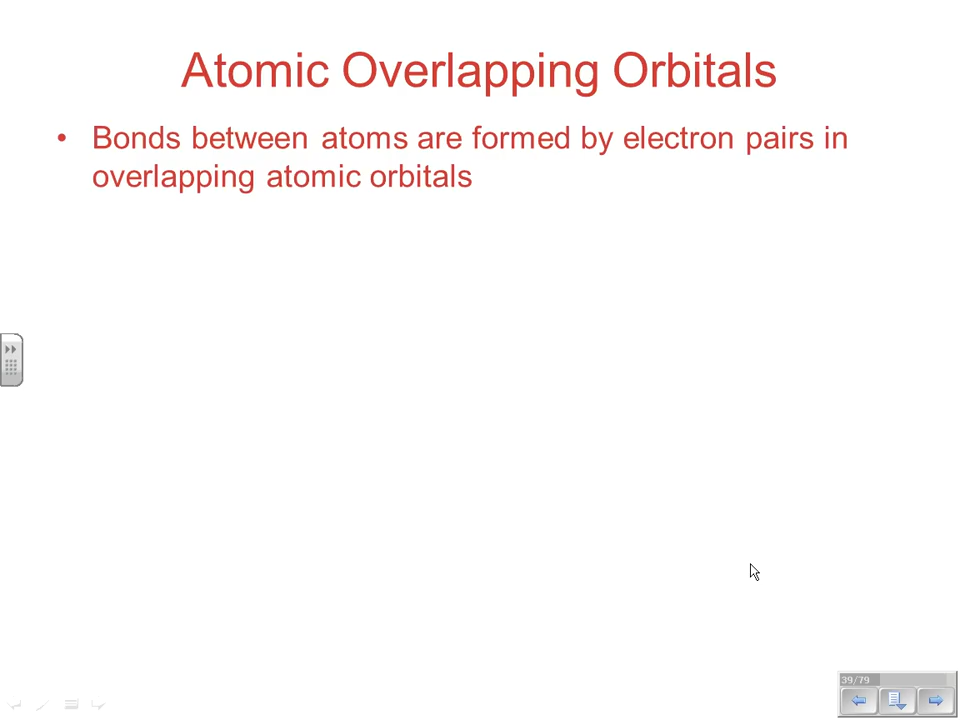 Atomic Overlapping Orbitals
• Bonds between atoms are formed by electron pairs in
overlapping atomic orbitals
39/79